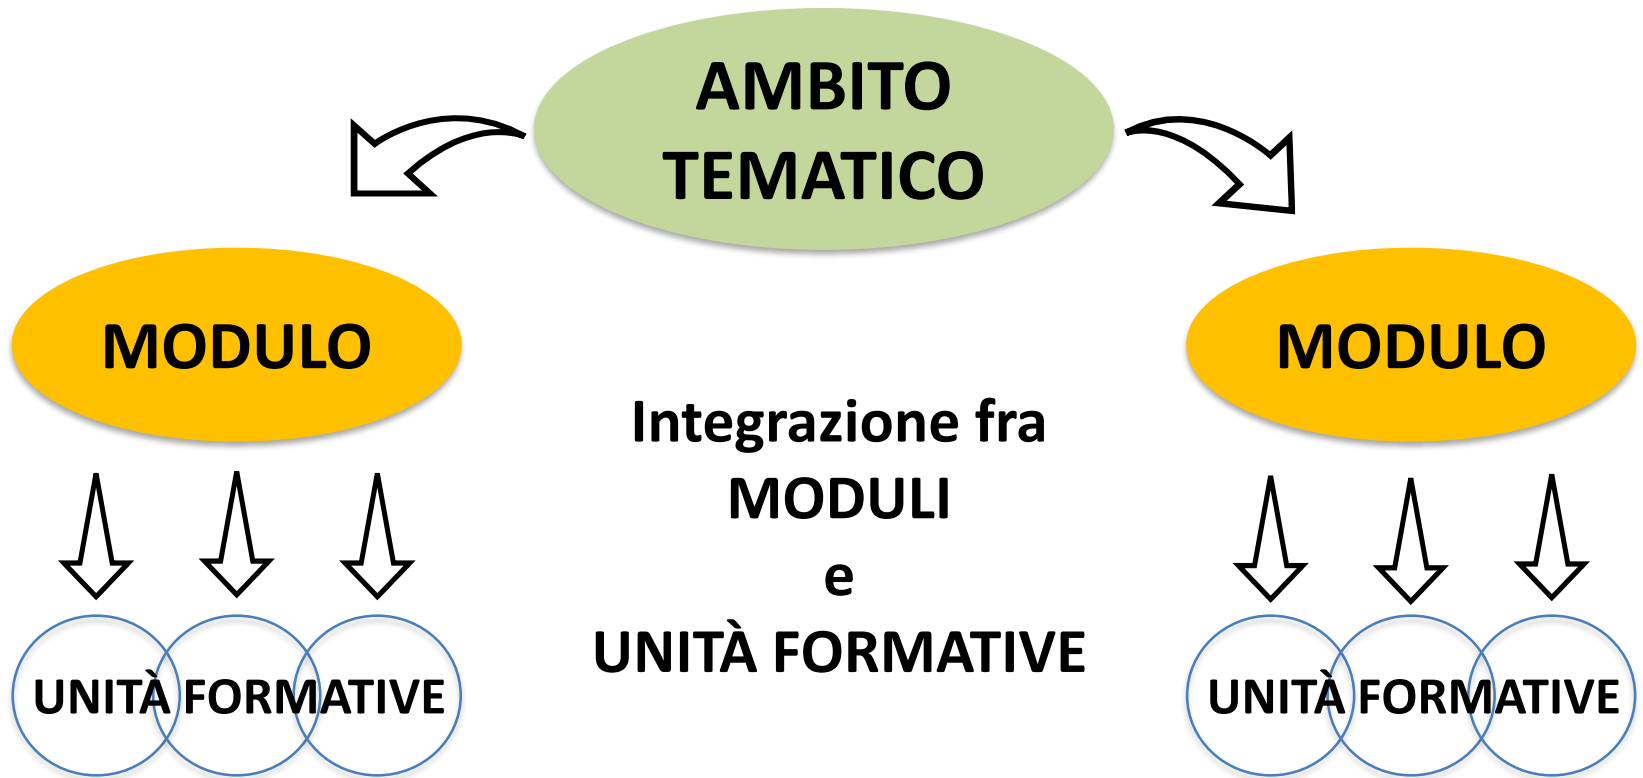 AMBITO
TEMATICO
MODULO
MODULO
Integrazione fra
MODULI
e
UNITÀ FORMATIVE
UNITÀ FORMATIVE
UNITÀ FORMATIVE